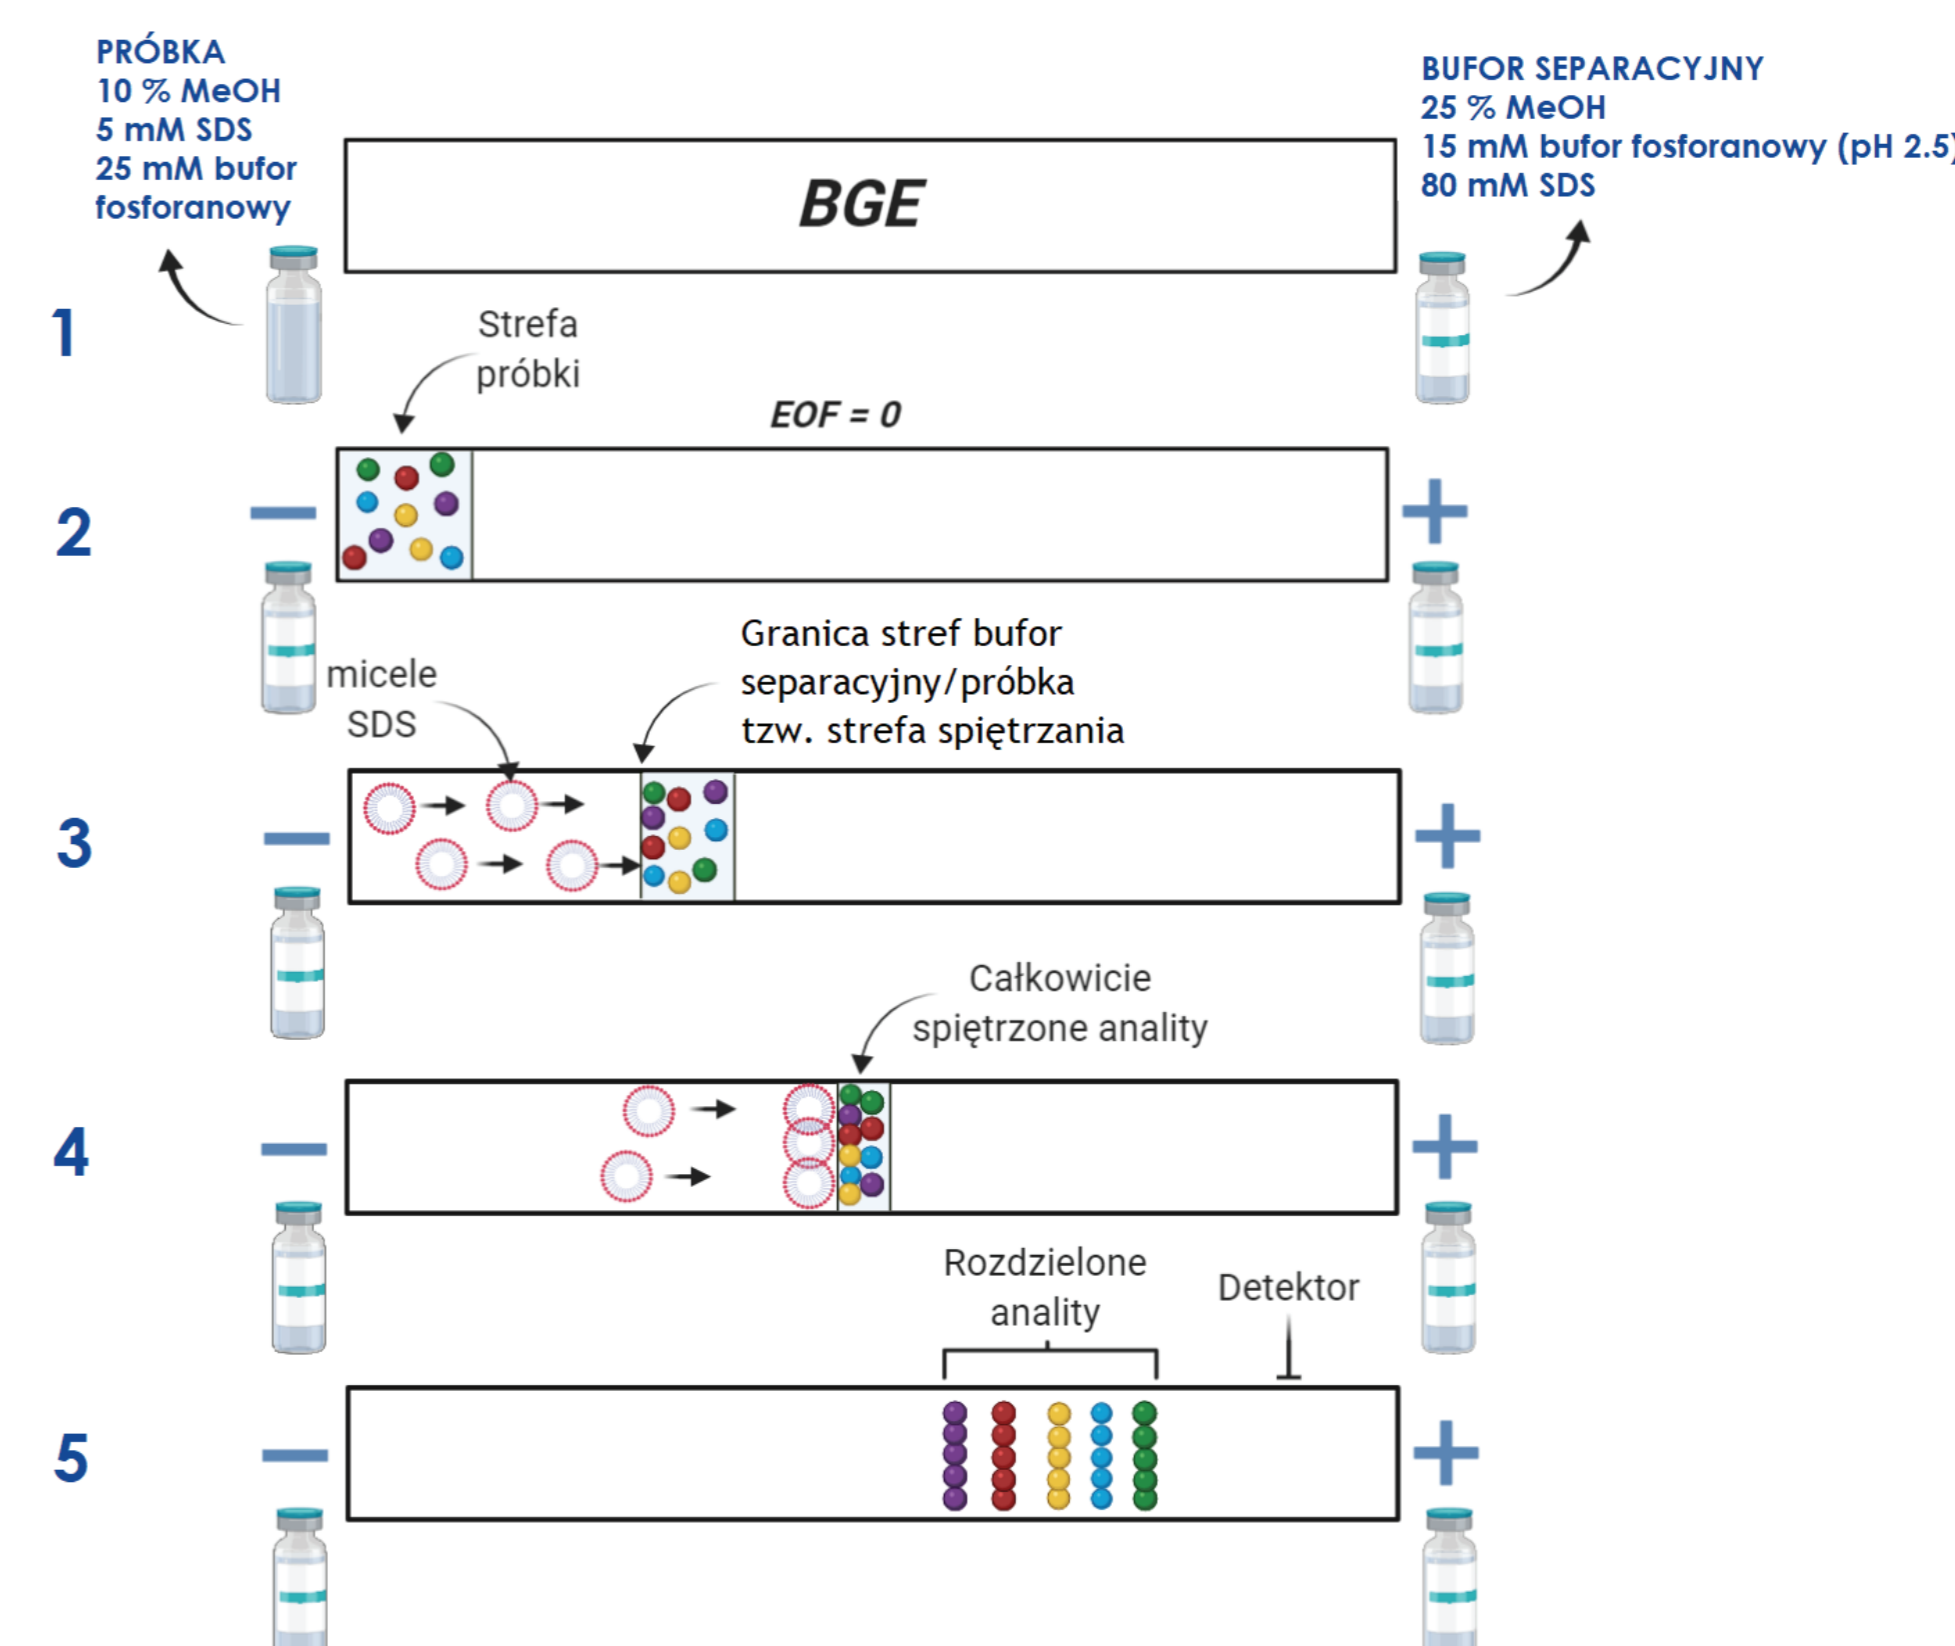 PRÓBKA
10 % MeOH
5 mM SDS
25 mM bufor
fosforanowy
BUFOR SEPARACYJNY
25 % MeOH
15 mM bufor fosforanowy (pH 2.5)
80 mM SDS
BGE
1
Strefa
próbki
EOF = 0
2
micele
SDS
Granica stref bufor
separacyjny/próbka
tzw. strefa spiętrzania
3
Całkowicie
spiętrzone anality
4
Rozdzielone
anality
Detektor
5